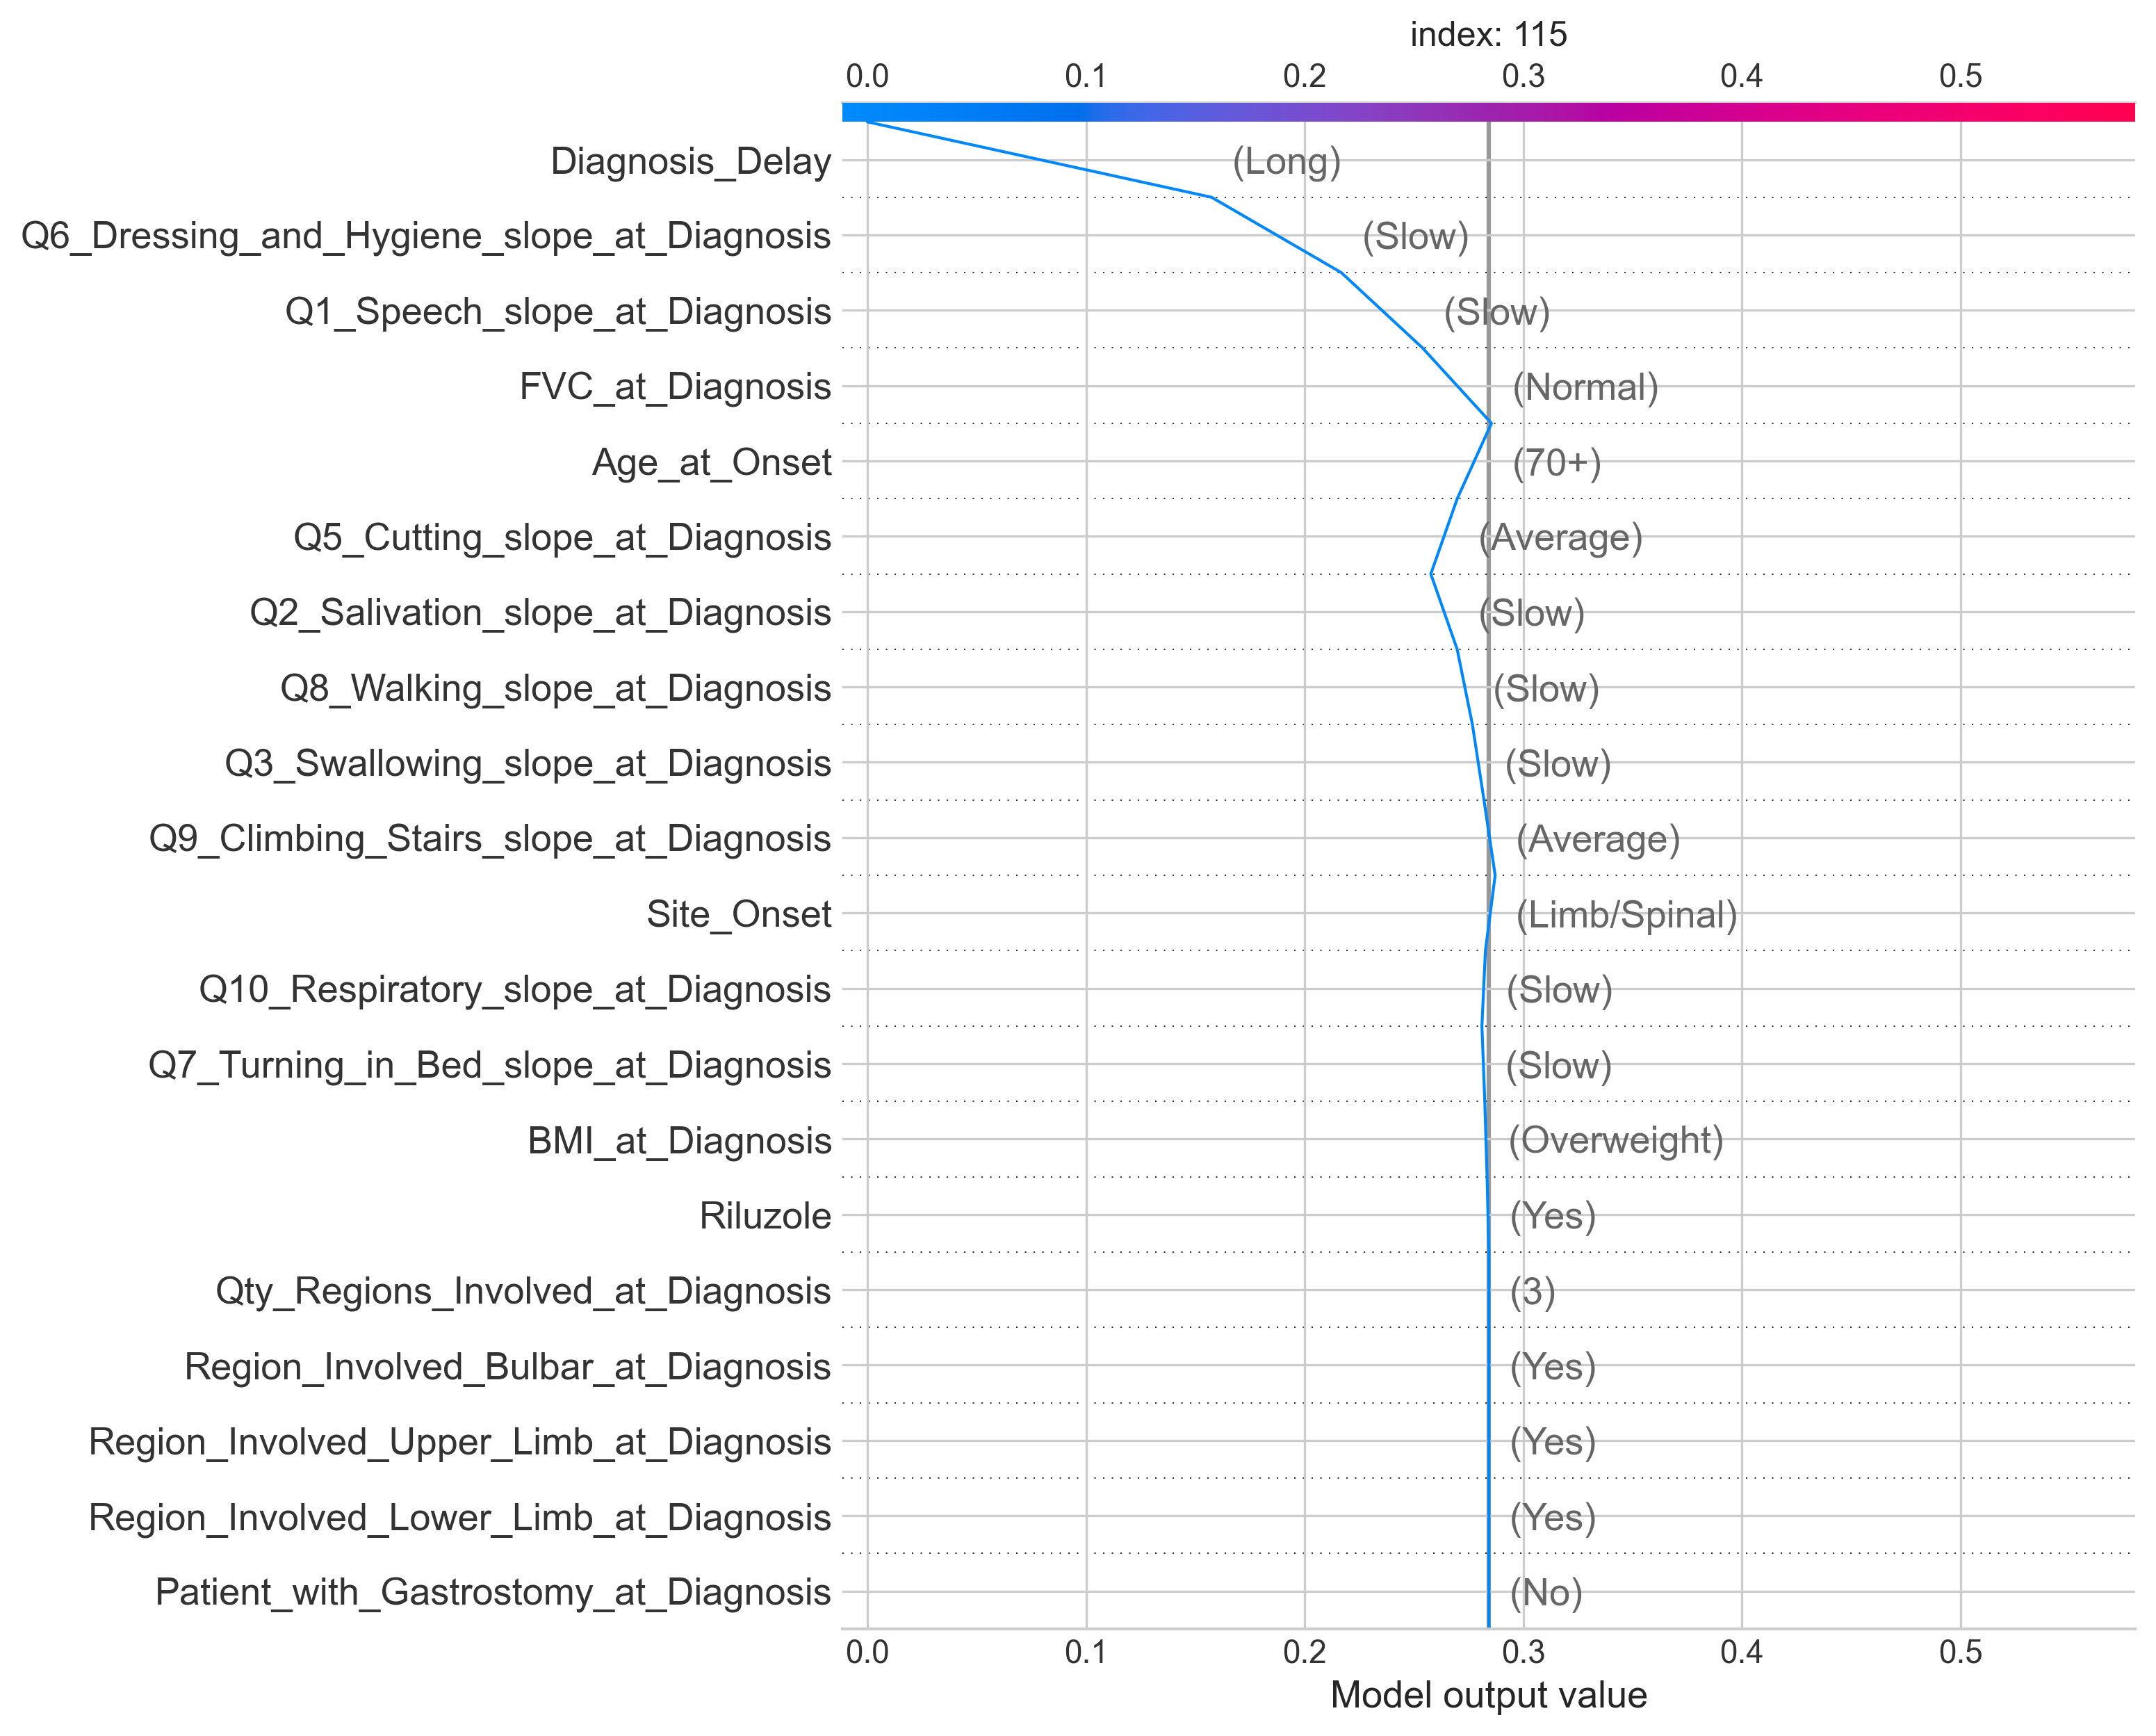 index: 115
0.0 0.1 0.2 0.3 0.4 0.5
Diagnosis_Delay (Long)
Q6_Dressing_and_Hygiene_slope_at_Diagnosis (Slow)
Q1_Speech_slope_at_Diagnosis (Slow)
FVC_at_Diagnosis (Normal)
Age_at_Onset (70+)
Q5_Cutting_slope_at_Diagnosis (Average)
Q2_Salivation_slope_at_Diagnosis (Slow)
Q8_Walking_slope_at_Diagnosis (Slow)
Q3_Swallowing_slope_at_Diagnosis (Slow)
Q9_Climbing_Stairs_slope_at_Diagnosis (Average)
Site_Onset (Limb/Spinal)
Q10_Respiratory_slope_at_Diagnosis (Slow)
Q7_Turning_in_Bed_slope_at_Diagnosis (Slow)
BMI_at_Diagnosis (Overweight)
Riluzole (Yes)
Qty_Regions_Involved_at_Diagnosis (3)
Region_Involved_Bulbar_at_Diagnosis (Yes)
Region_Involved_Upper_Limb_at_Diagnosis (Yes)
Region_Involved_Lower_Limb_at_Diagnosis (Yes)
Patient_with_Gastrostomy_at_Diagnosis (No)
0.0 0.1 0.2 0.3 0.4 0.5
Model output value